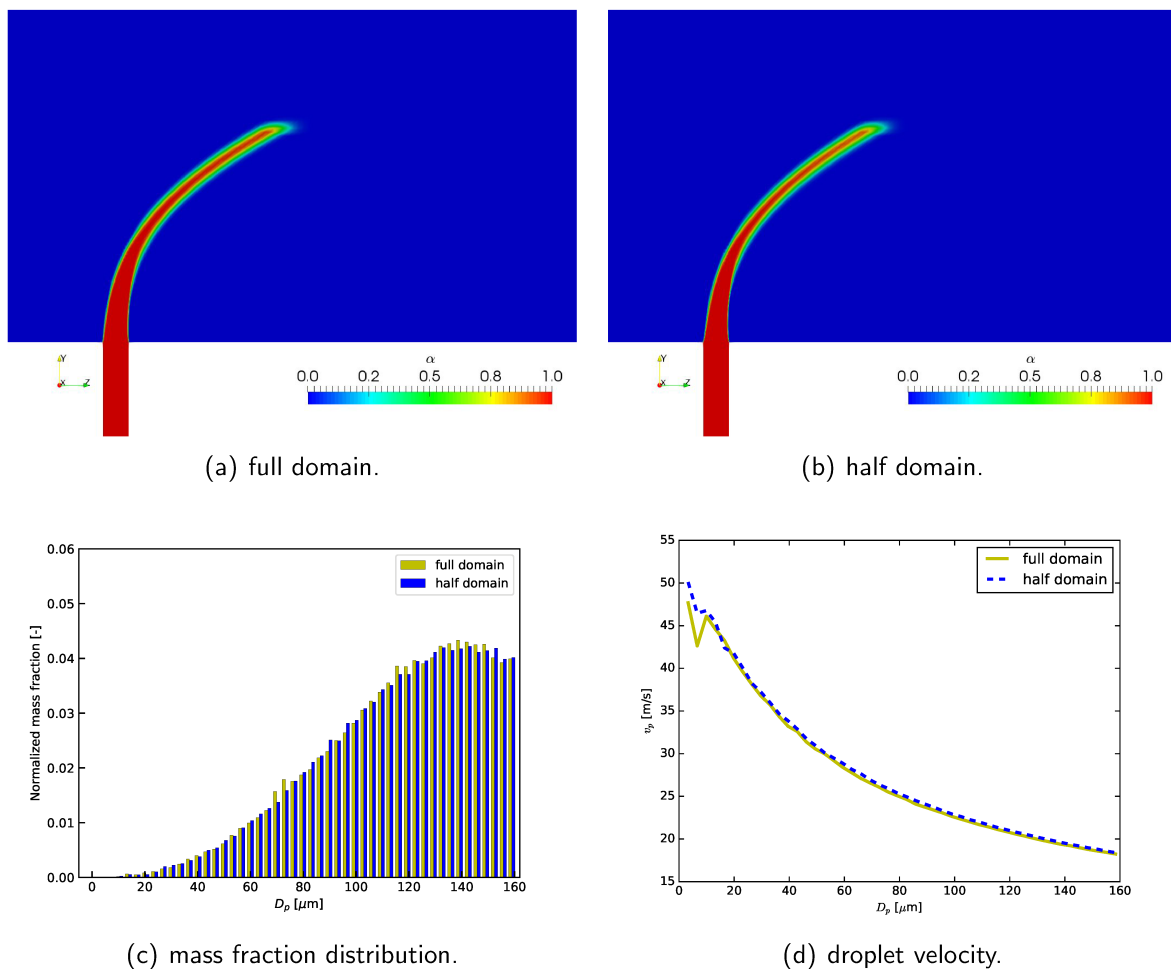 α
0.0 0.2 0.5 0.8 1.0
Y
X Z
(a) full domain.
α
0.0 0.2 0.5 0.8 1.0
Y
X Z
(b) half domain.
0.06
0.05
0.04
0.03
0.02
0.01
0.00
Normalized mass fraction [-]
full domain
half domain
0 20 40 60 80 100 120 140 160
D_p [μm]
(c) mass fraction distribution.
55
50
45
40
35
30
25
20
15
v_p [m/s]
full domain
half domain
0 20 40 60 80 100 120 140 160
D_p [μm]
(d) droplet velocity.